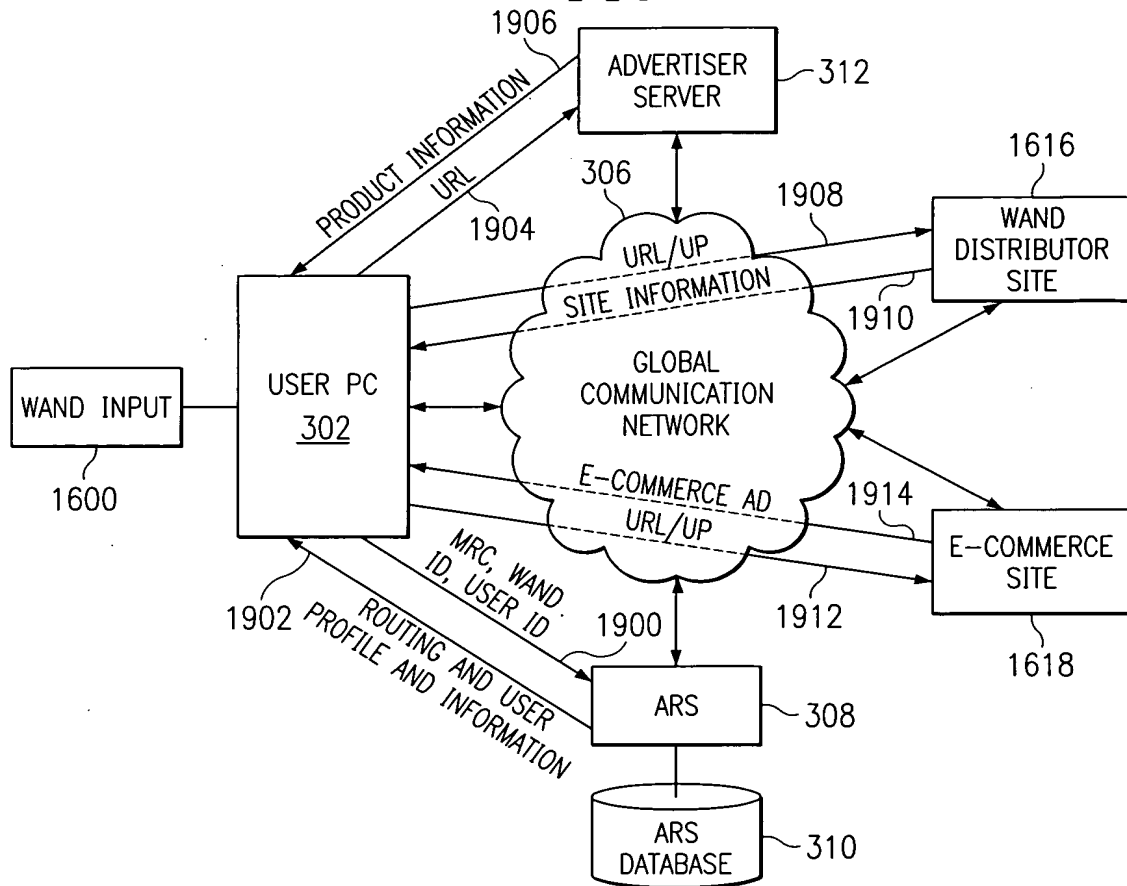 1906
ADVERTISER
SERVER
312
PRODUCT INFORMATION
URL
1904
306
1908
1616
WAND
DISTRIBUTOR
SITE
URL/UP
SITE INFORMATION
1910
USER PC
302
WAND INPUT
1600
GLOBAL
COMMUNICATION
NETWORK
E-COMMERCE AD
URL/UP
1914
E-COMMERCE
SITE
1912
1618
MRC, WAND
ID, USER ID
1900
1902
ROUTING AND USER
PROFILE AND INFORMATION
ARS
308
ARS
DATABASE
310